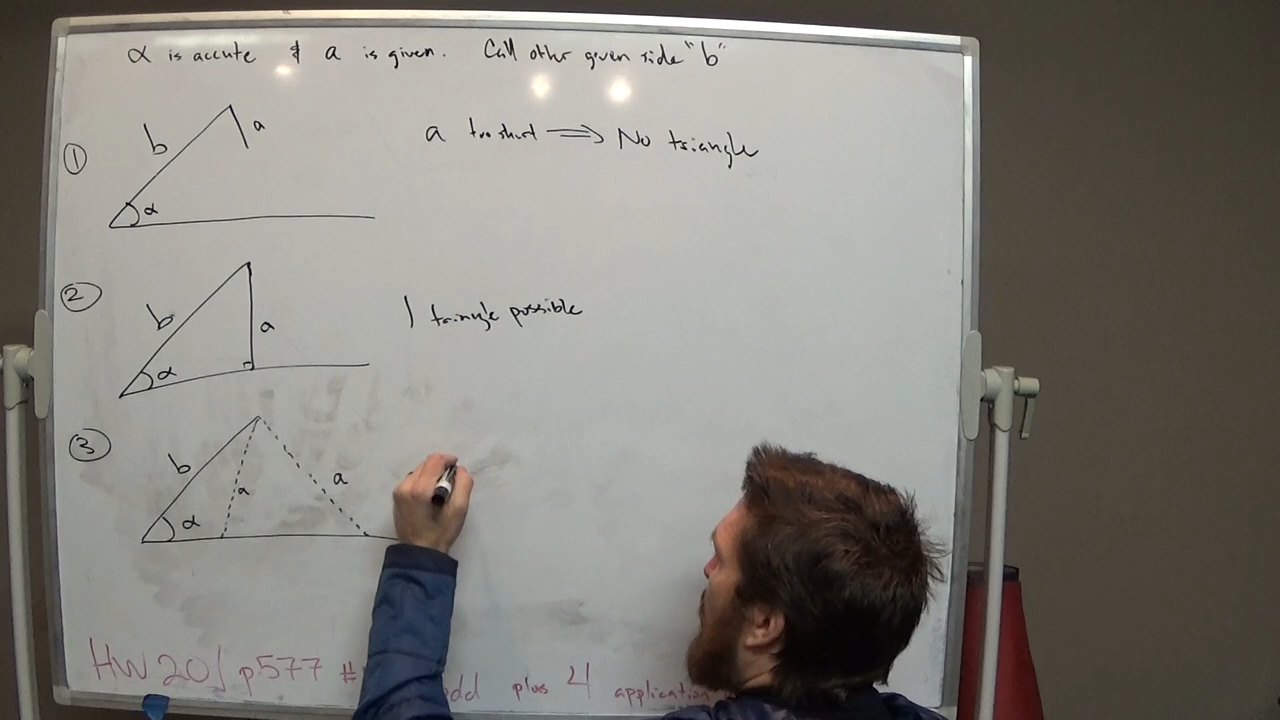 α is accute & a is given. Call other given side "b"
① b a α
a too short ⟹ No triangle
② b a α
1 triangle possible
③ b a a α
HW 20 p577 # odd plus 4 application